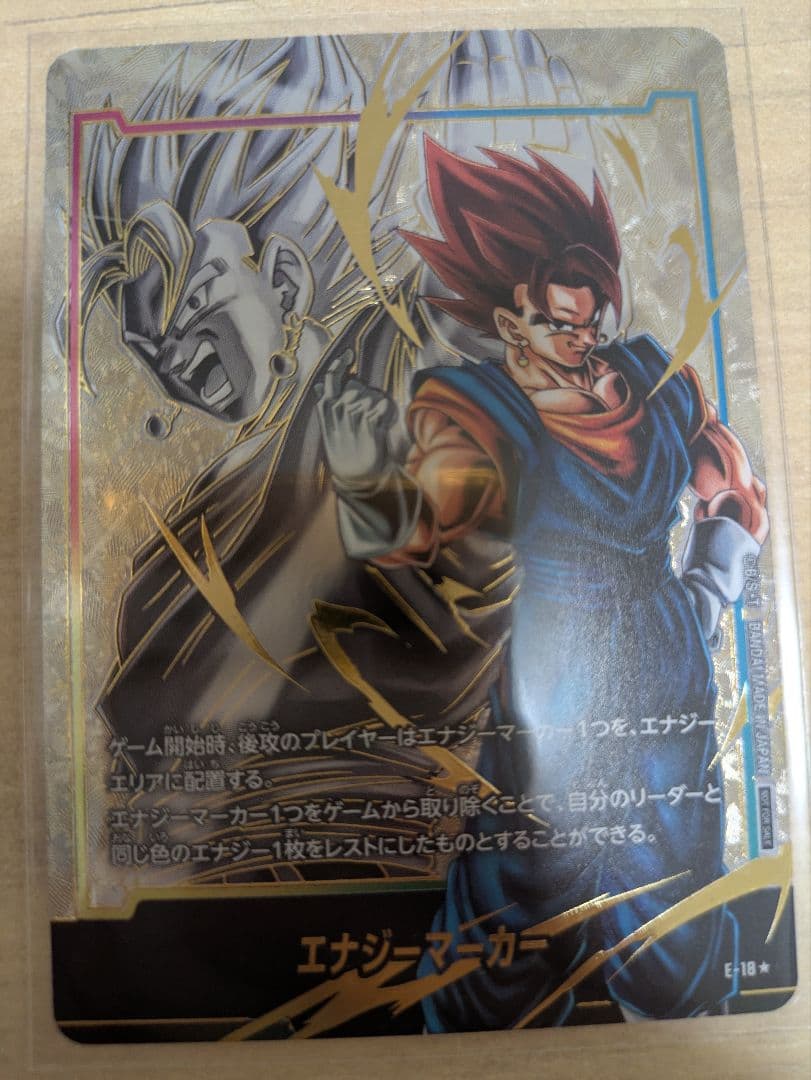 ゲーム開始時、後攻のプレイヤーはエナジーマーカー1つを、エナジー
エリアに配置する。
エナジーマーカー1つをゲームから取り除くことで、自分のリーダーと
同じ色のエナジー1枚をレストにしたものとすることができる。
エナジーマーカー
E-18★
©B/S・T BANDAI MADE IN JAPAN
NOT FOR SALE